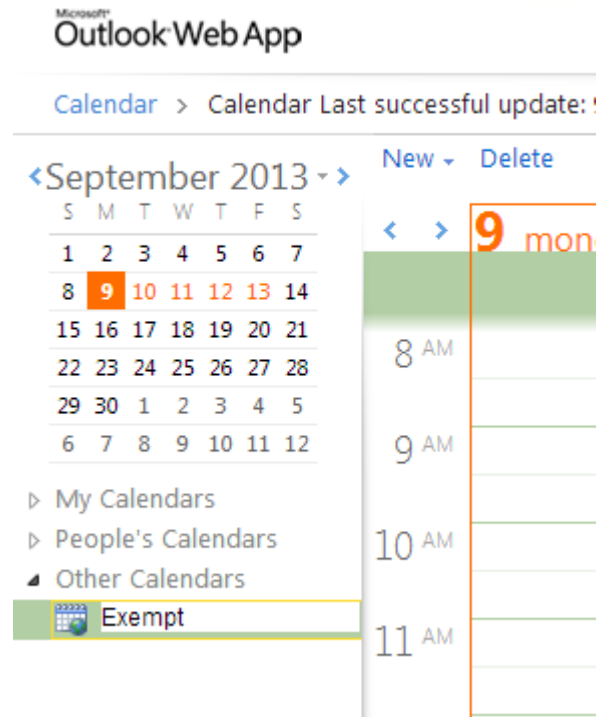 Microsoft®
Outlook Web App
Calendar > Calendar Last successful update:
New Delete
September 2013
S M T W T F S
1 2 3 4 5 6 7
8 9 10 11 12 13 14
15 16 17 18 19 20 21
22 23 24 25 26 27 28
29 30 1 2 3 4 5
6 7 8 9 10 11 12
9 mon
8 AM
9 AM
10 AM
11 AM
My Calendars
People's Calendars
Other Calendars
Exempt